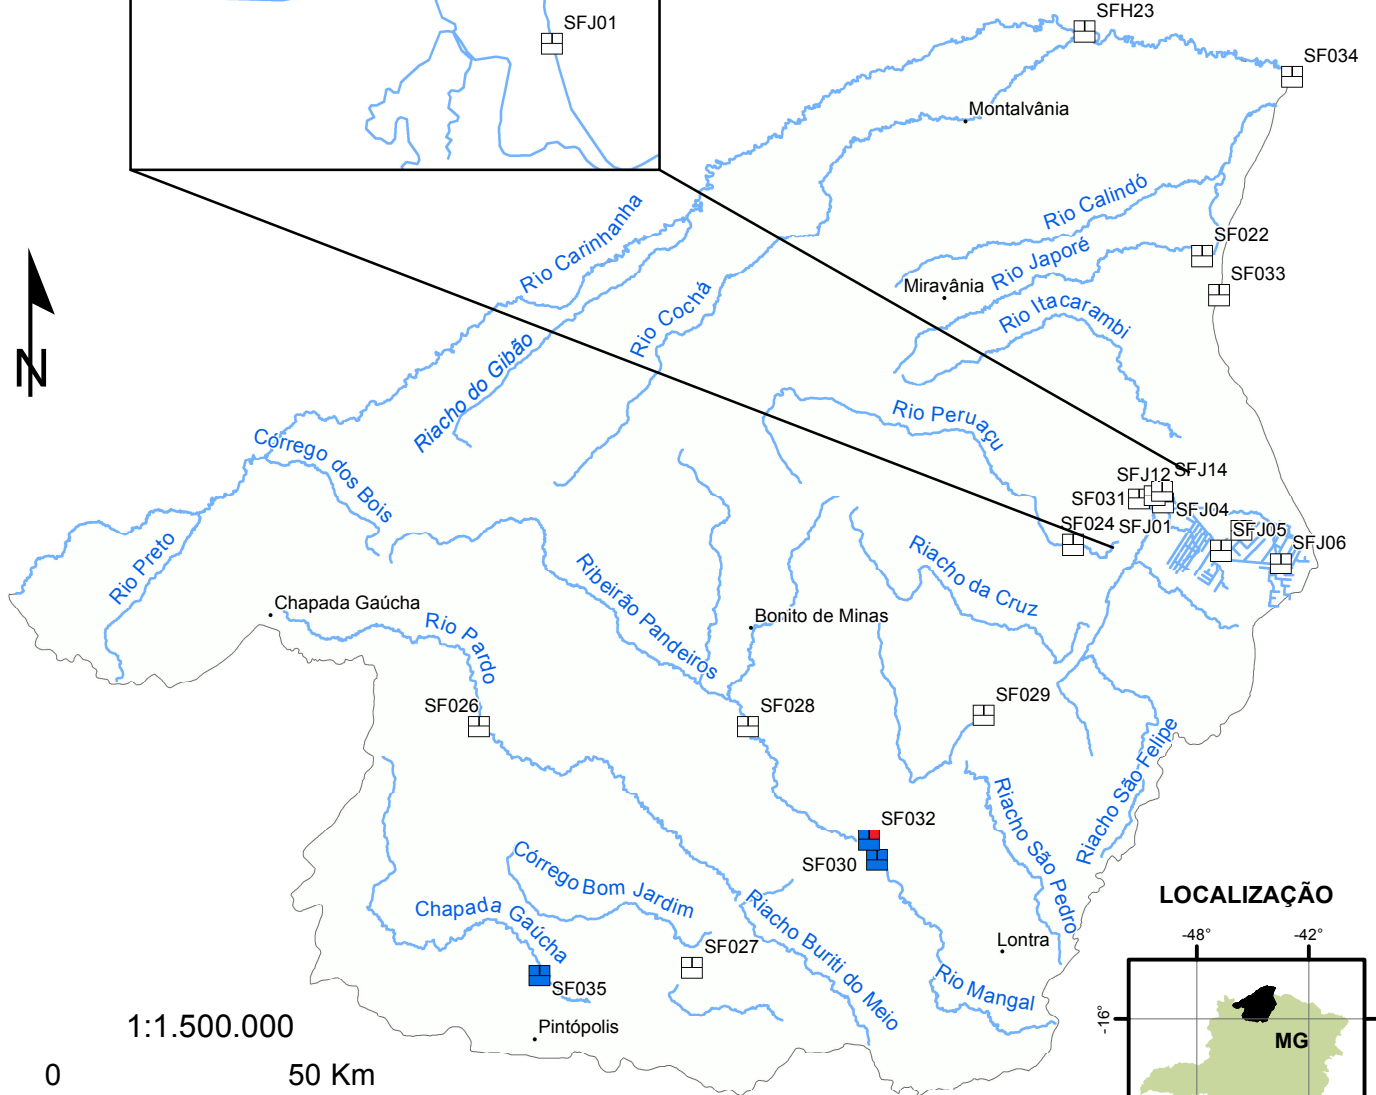 SFJ01
SFH23
SF034
Montalvânia
Rio Calindó
Rio Carinhanha
SF022
Rio Japoré
SF033
Miravânia
Rio Itacarambi
Rio Cochá
Riacho do Gibão
N
Rio Peruaçu
Córrego dos Bois
SFJ12
SFJ14
SF031
SFJ04
SF024
SFJ01
SFJ05
SFJ06
Rio Preto
Riacho da Cruz
Ribeirão Pandeiros
Chapada Gaúcha
Bonito de Minas
Rio Pardo
SF026
SF028
SF029
Riacho São Felipe
Riacho São Pedro
SF032
SF030
Córrego Bom Jardim
Chapada Gaúcha
Riacho Buriti do Meio
LOCALIZAÇÃO
-48°
-42°
Lontra
SF027
SF035
Rio Mangal
Pintópolis
-16°
MG
1:1.500.000
0
50 Km